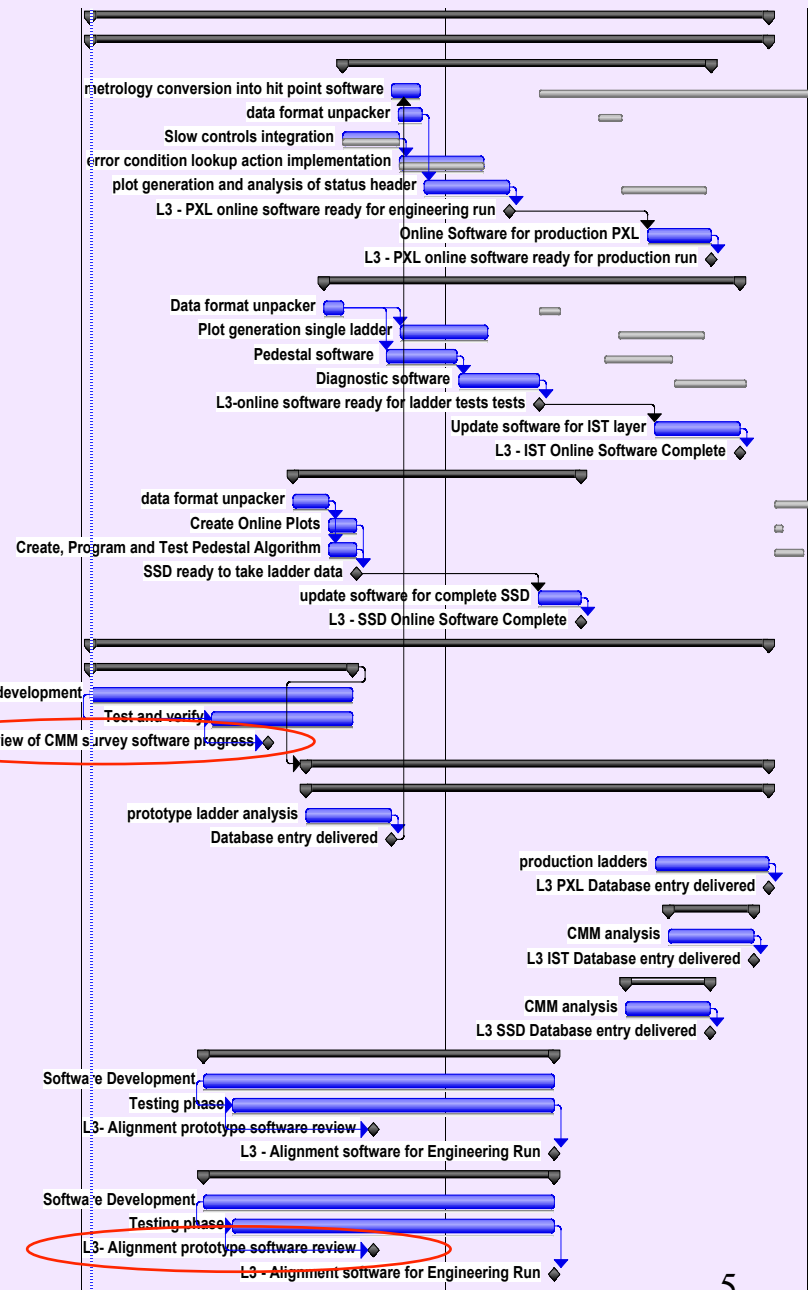 metrology conversion into hit point software
data format unpacker
Slow controls integration
error condition lookup action implementation
plot generation and analysis of status header
L3 - PXL online software ready for engineering run
Online Software for production PXL
L3 - PXL online software ready for production run
Data format unpacker
Plot generation single ladder
Pedestal software
Diagnostic software
L3-online software ready for ladder tests tests
Update software for IST layer
L3 - IST Online Software Complete
data format unpacker
Create Online Plots
Create, Program and Test Pedestal Algorithm
SSD ready to take ladder data
update software for complete SSD
L3 - SSD Online Software Complete
development
Test and verify
iew of CMM survey software progress
prototype ladder analysis
Database entry delivered
production ladders
L3 PXL Database entry delivered
CMM analysis
L3 IST Database entry delivered
CMM analysis
L3 SSD Database entry delivered
Software Development
Testing phase
L3- Alignment prototype software review
L3 - Alignment software for Engineering Run
Software Development
Testing phase
L3- Alignment prototype software review
L3 - Alignment software for Engineering Run
5